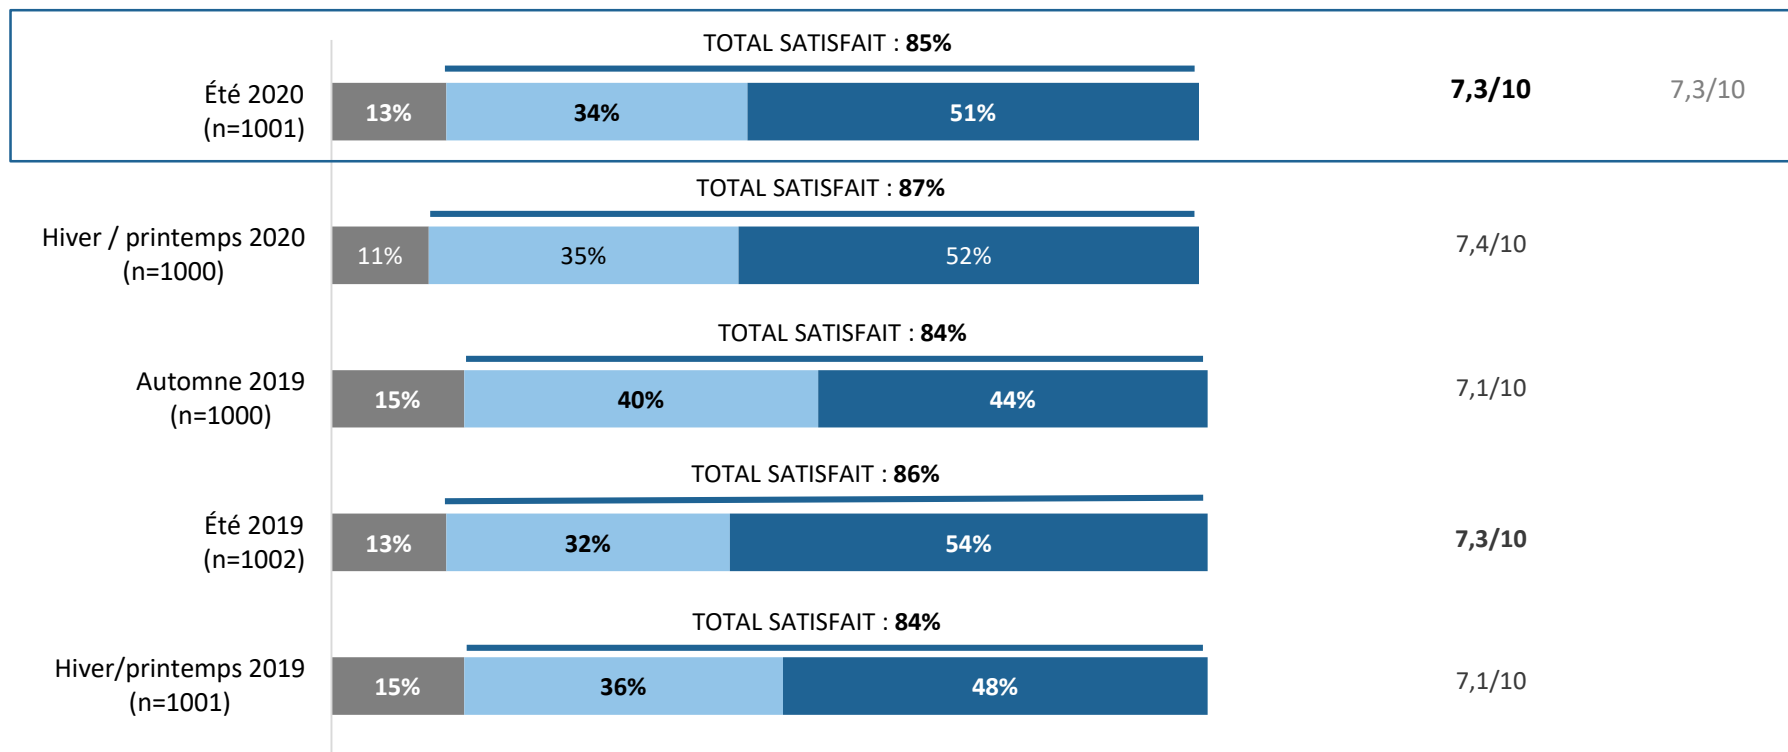 TOTAL SATISFAIT : 85%
Été 2020
(n=1001)
13% 34% 51%
7,3/10 7,3/10
TOTAL SATISFAIT : 87%
Hiver / printemps 2020
(n=1000)
11% 35% 52%
7,4/10
TOTAL SATISFAIT : 84%
Automne 2019
(n=1000)
15% 40% 44%
7,1/10
TOTAL SATISFAIT : 86%
Été 2019
(n=1002)
13% 32% 54%
7,3/10
TOTAL SATISFAIT : 84%
Hiver/printemps 2019
(n=1001)
15% 36% 48%
7,1/10